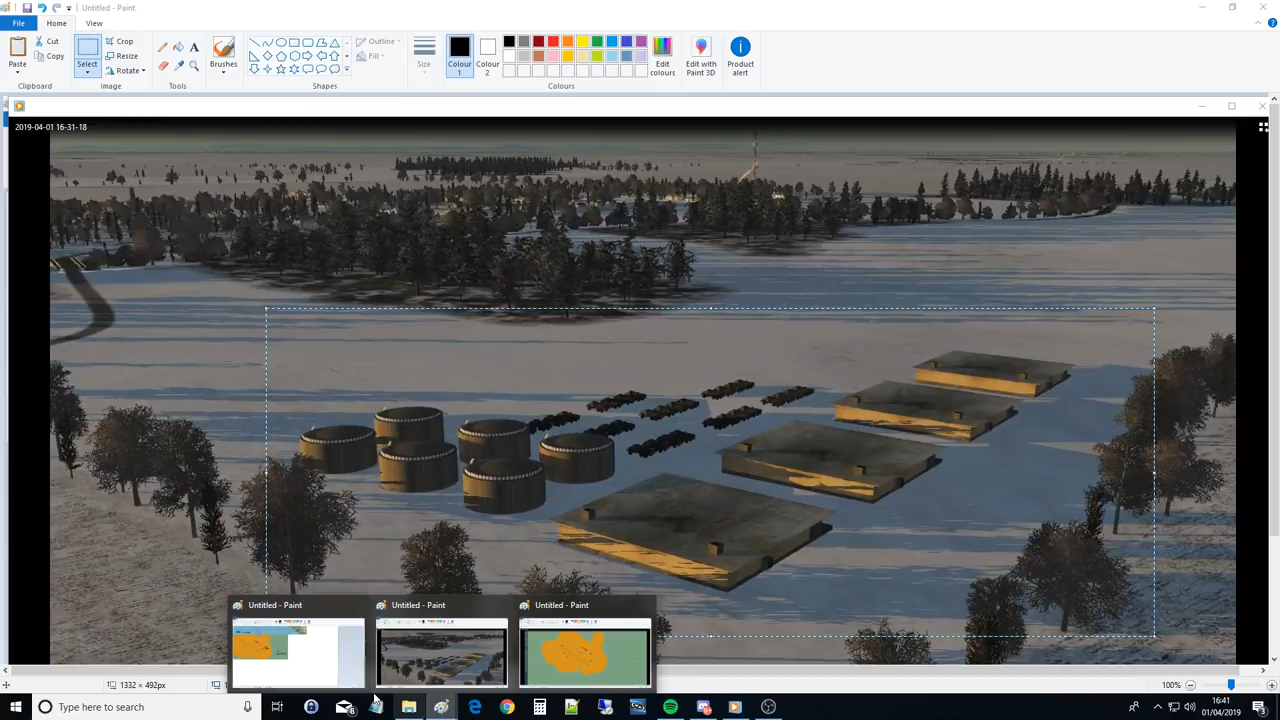 Untitled - Paint
File
Home
View
Paste
Cut
Copy
Clipboard
Select
Crop
Resize
Rotate
Image
Tools
Brushes
Shapes
Outline
Fill
Size
Colour 1
Colour 2
Edit colours
Edit with Paint 3D
Product alert
Colours
2019-04-01 16-31-18
Untitled - Paint
Untitled - Paint
Untitled - Paint
1332 × 492px
100%
Type here to search
16:41
01/04/2019